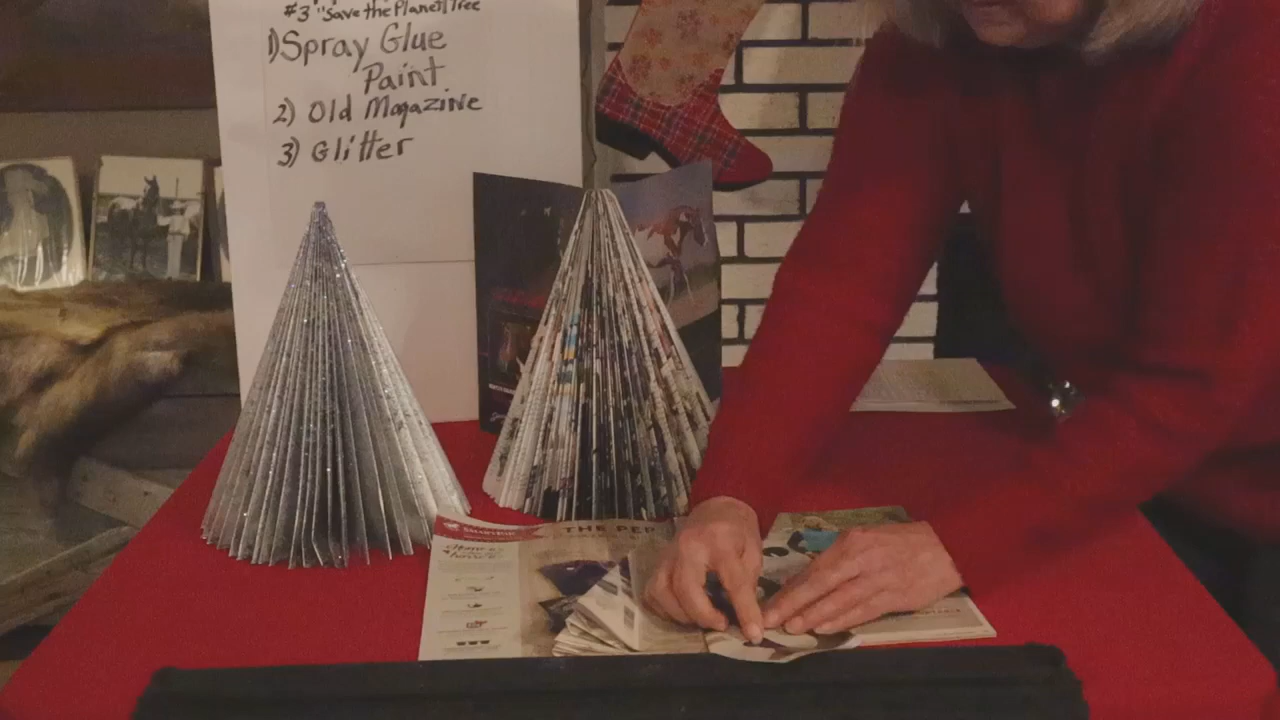 #3 "Save the Planet Tree
1) Spray Glue
Paint
2) Old Magazine
3) Glitter
THE PEP